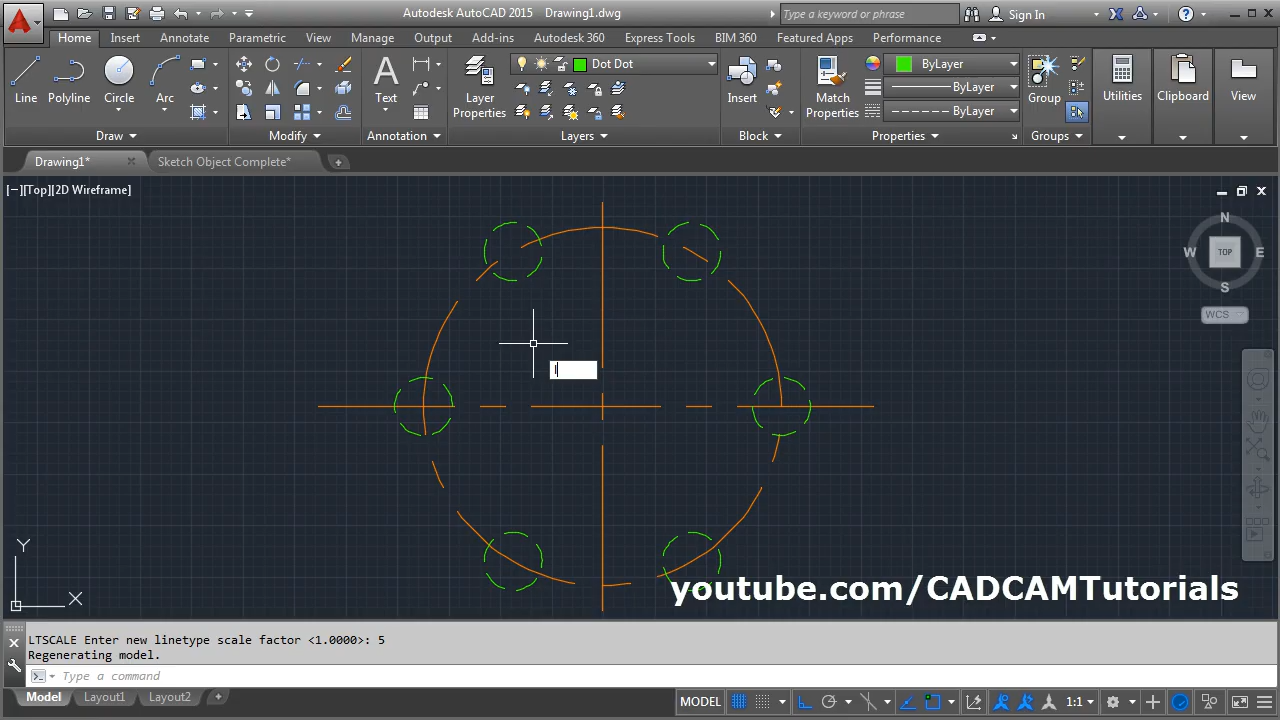 Autodesk AutoCAD 2015 Drawing1.dwg
Type a keyword or phrase
Sign In
Home Insert Annotate Parametric View Manage Output Add-ins Autodesk 360 Express Tools BIM 360 Featured Apps Performance
Line Polyline Circle Arc
Text
Layer Properties
Dot Dot
Insert
Match Properties
ByLayer
ByLayer
ByLayer
Group
Utilities
Clipboard
View
Draw Modify Annotation Layers Block Properties Groups
Drawing1* Sketch Object Complete*
[−][Top][2D Wireframe]
N
W TOP E
S
WCS
l
Y
X
youtube.com/CADCAMTutorials
LTSCALE Enter new linetype scale factor <1.0000>: 5
Regenerating model.
Type a command
Model Layout1 Layout2 +
MODEL 1:1